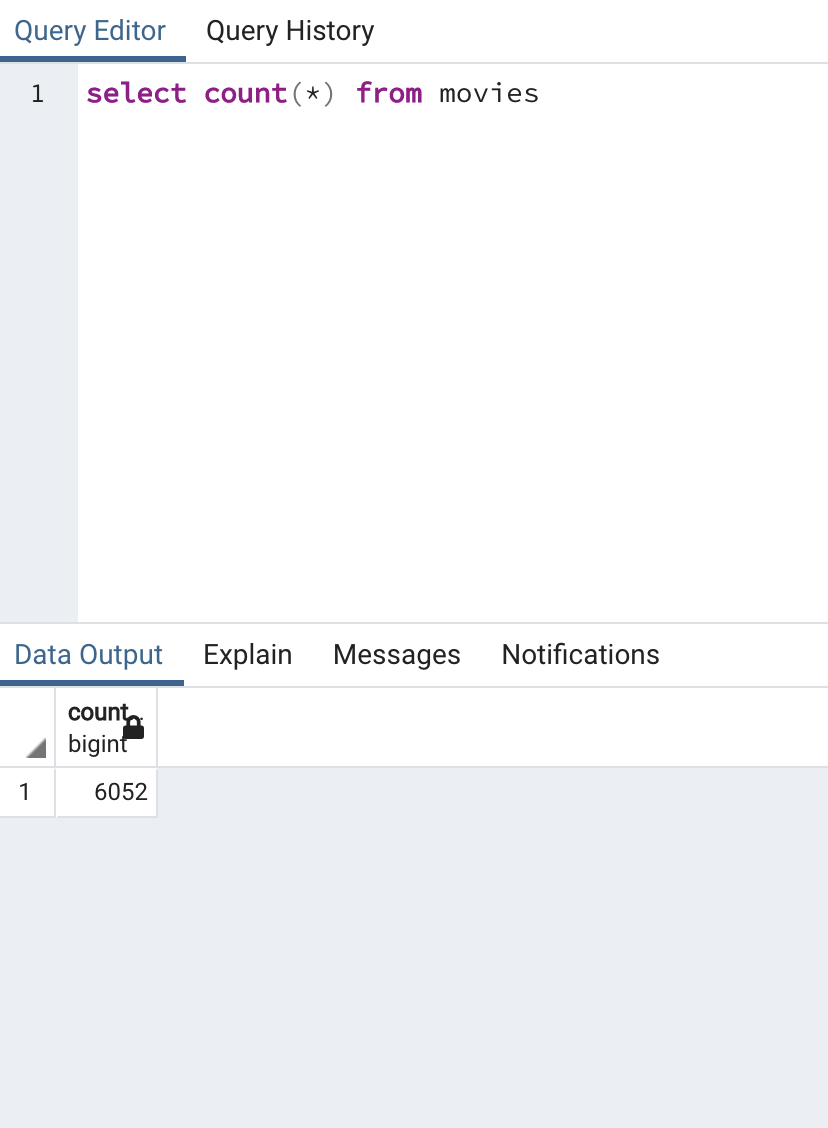 Query Editor Query History
1 select count(*) from movies
Data Output Explain Messages Notifications
count
bigint
1 6052